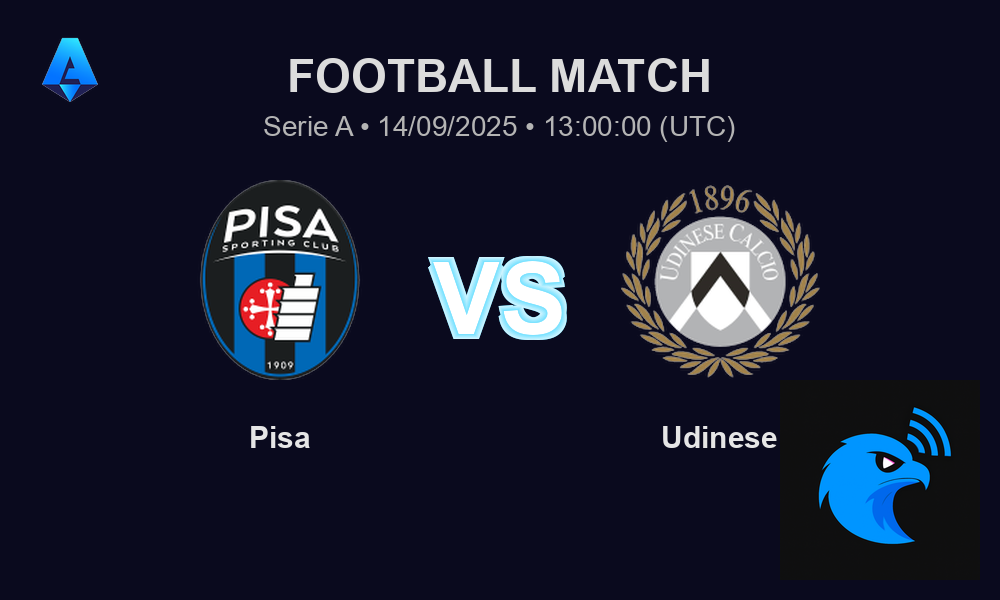 FOOTBALL MATCH
Serie A • 14/09/2025 • 13:00:00 (UTC)
PISA
SPORTING CLUB
1909
VS
1896
UDINESE CALCIO
Pisa
Udinese